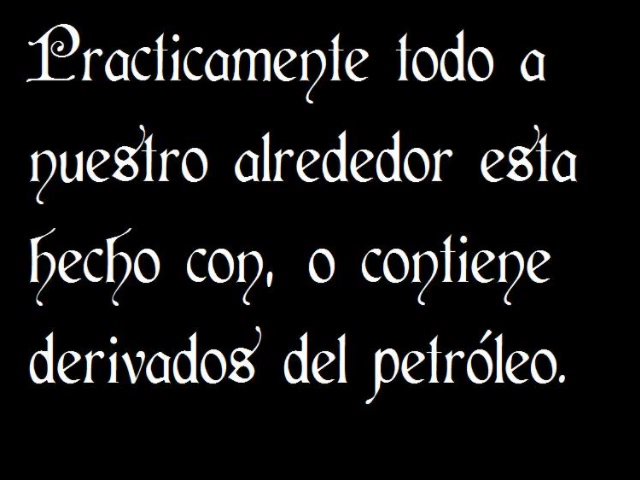 Practicamente todo a
nuestro alrededor esta
hecho con, o contiene
derivados del petróleo.